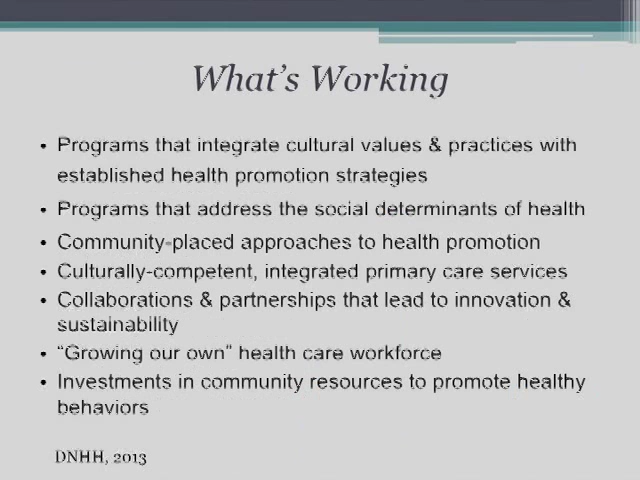 What's Working
• Programs that integrate cultural values & practices with
established health promotion strategies
• Programs that address the social determinants of health
• Community-placed approaches to health promotion
• Culturally-competent, integrated primary care services
• Collaborations & partnerships that lead to innovation &
sustainability
• "Growing our own" health care workforce
• Investments in community resources to promote healthy
behaviors
DNHH, 2013